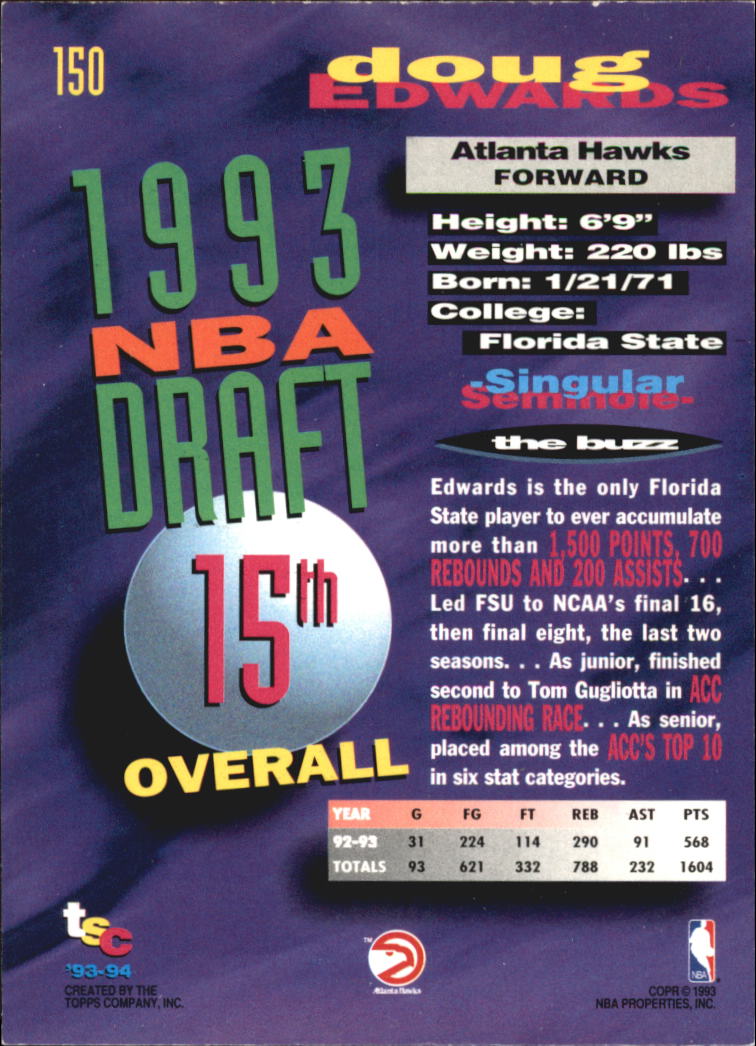 150
doug
EDWARDS
Atlanta Hawks
FORWARD
Height: 6'9"
Weight: 220 lbs
Born: 1/21/71
College:
Florida State
-Singular
Seminole-
the buzz
Edwards is the only Florida
State player to ever accumulate
more than 1,500 POINTS, 700
REBOUNDS AND 200 ASSISTS. . .
Led FSU to NCAA's final 16,
then final eight, the last two
seasons. . . As junior, finished
second to Tom Gugliotta in ACC
REBOUNDING RACE. . . As senior,
placed among the ACC'S TOP 10
in six stat categories.
1993
NBA
DRAFT
15th
OVERALL
YEAR G FG FT REB AST PTS
92-93 31 224 114 290 91 568
TOTALS 93 621 332 788 232 1604
tsc
'93-94
CREATED BY THE
TOPPS COMPANY, INC.
TM
Atlanta Hawks
NBA
COPR © 1993
NBA PROPERTIES, INC.